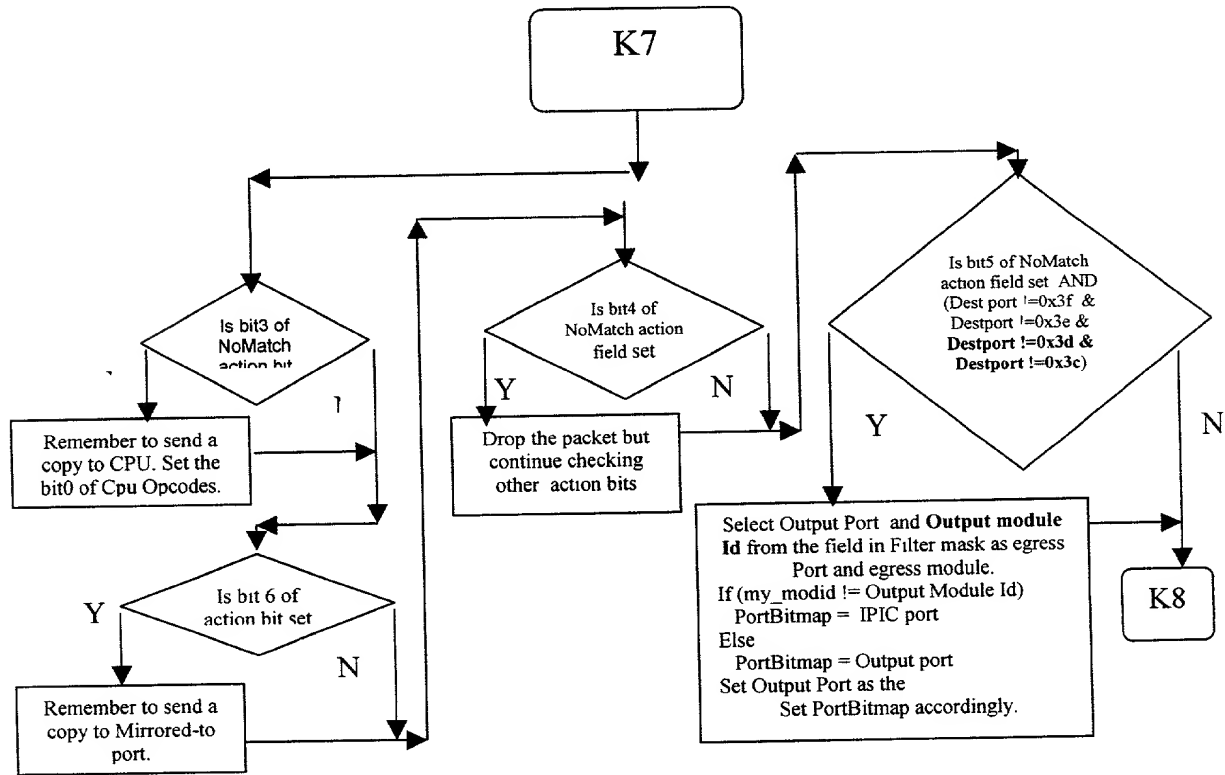 K7
Is bit3 of
NoMatch
action bit
Y
Remember to send a
copy to CPU. Set the
bit0 of Cpu Opcodes.
Is bit 6 of
action bit set
Y
N
Remember to send a
copy to Mirrored-to
port.
Is bit4 of
NoMatch action
field set
Y
N
Drop the packet but
continue checking
other action bits
Is bit5 of NoMatch
action field set AND
(Dest port !=0x3f &
Destport !=0x3e &
Destport !=0x3d &
Destport !=0x3c)
Y
N
Select Output Port and Output module
Id from the field in Filter mask as egress
Port and egress module.
If (my_modid != Output Module Id)
PortBitmap = IPIC port
Else
PortBitmap = Output port
Set Output Port as the
Set PortBitmap accordingly.
K8